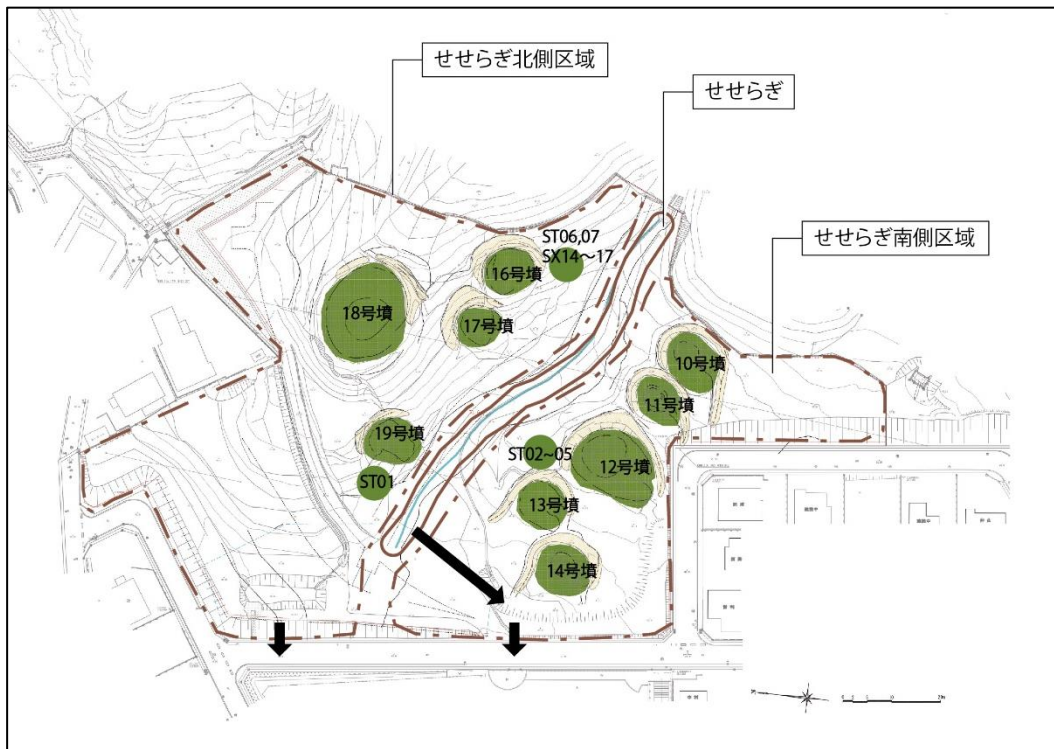 せせらぎ北側区域
せせらぎ
せせらぎ南側区域
ST06,07
SX14～17
16号墳
18号墳
17号墳
10号墳
11号墳
19号墳
ST02~05
12号墳
ST01
13号墳
14号墳